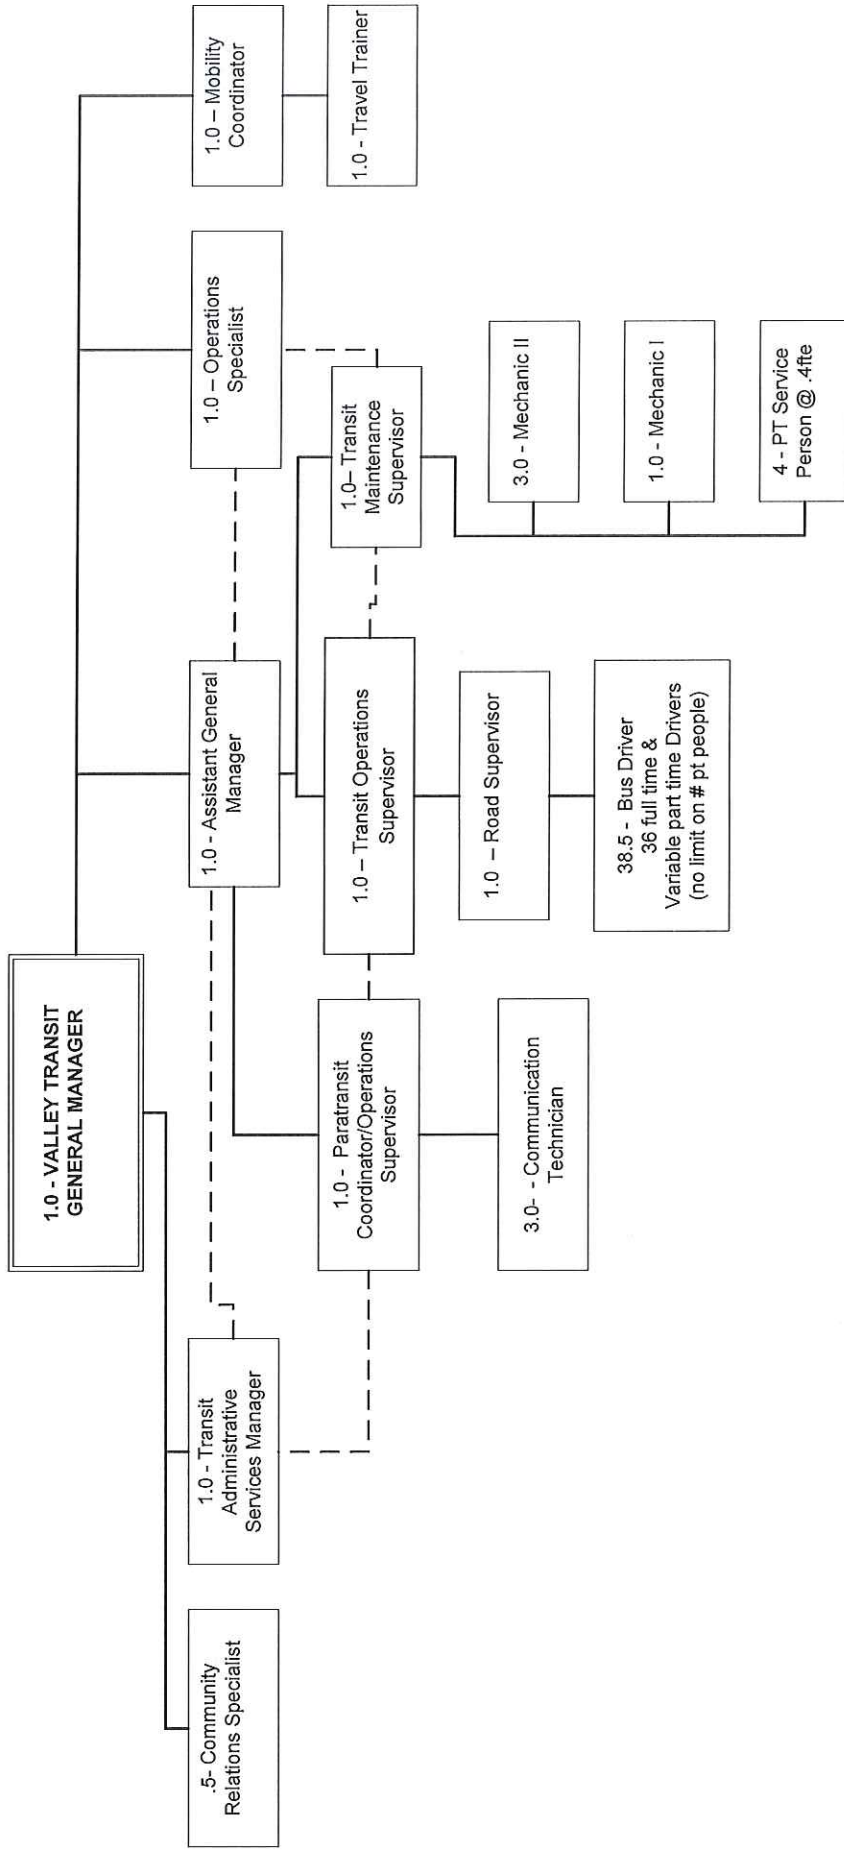 1.0 - VALLEY TRANSIT
GENERAL MANAGER
.5- Community
Relations Specialist
1.0 - Transit
Administrative
Services Manager
1.0 - Assistant General
Manager
1.0 – Operations
Specialist
1.0 – Mobility
Coordinator
1.0 - Paratransit
Coordinator/Operations
Supervisor
1.0 – Transit Operations
Supervisor
1.0– Transit
Maintenance
Supervisor
1.0 - Travel Trainer
3.0- - Communication
Technician
1.0 – Road Supervisor
3.0 - Mechanic II
38.5 - Bus Driver
36 full time &
Variable part time Drivers
(no limit on # pt people)
1.0 - Mechanic I
4 - PT Service
Person @ .4fte